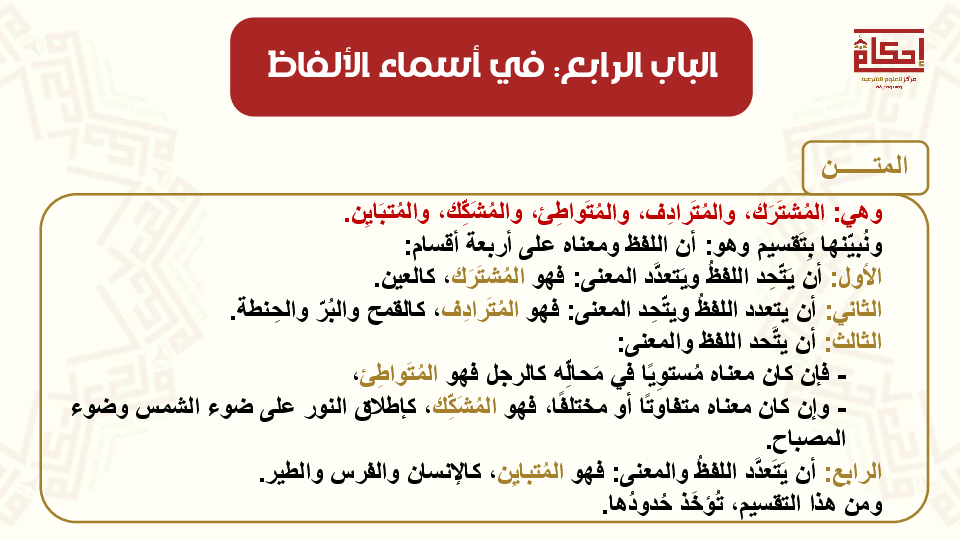 إحكام
مركز للعلوم الشرعية
الباب الرابع: في أسماء الألفاظ
المتـــــن
وهي: المُشتَرَك، والمُتَرادِف، والمُتَواطِئ، والمُشَكِّك، والمُتبَايِن.
ونُبيّنها بِتَقسيم وهو: أن اللفظ ومعناه على أربعة أقسام:
الأول: أن يَتّحِد اللفظُ ويَتعدَّد المعنى: فهو المُشتَرَك، كالعين.
الثاني: أن يتعدد اللفظُ ويتّحِد المعنى: فهو المُتَرادِف، كالقمح والبُرّ والحِنطة.
الثالث: أن يتَّحد اللفظ والمعنى:
- فإن كان معناه مُستوِيًا في مَحالِّه كالرجل فهو المُتَواطِئ،
- وإن كان معناه متفاوتًا أو مختلفًا، فهو المُشَكِّك، كإطلاق النور على ضوء الشمس وضوء
المصباح.
الرابع: أن يَتَعدَّد اللفظُ والمعنى: فهو المُتباين، كالإنسان والفرس والطير.
ومن هذا التقسيم، تُؤخَذ حُدودُها.